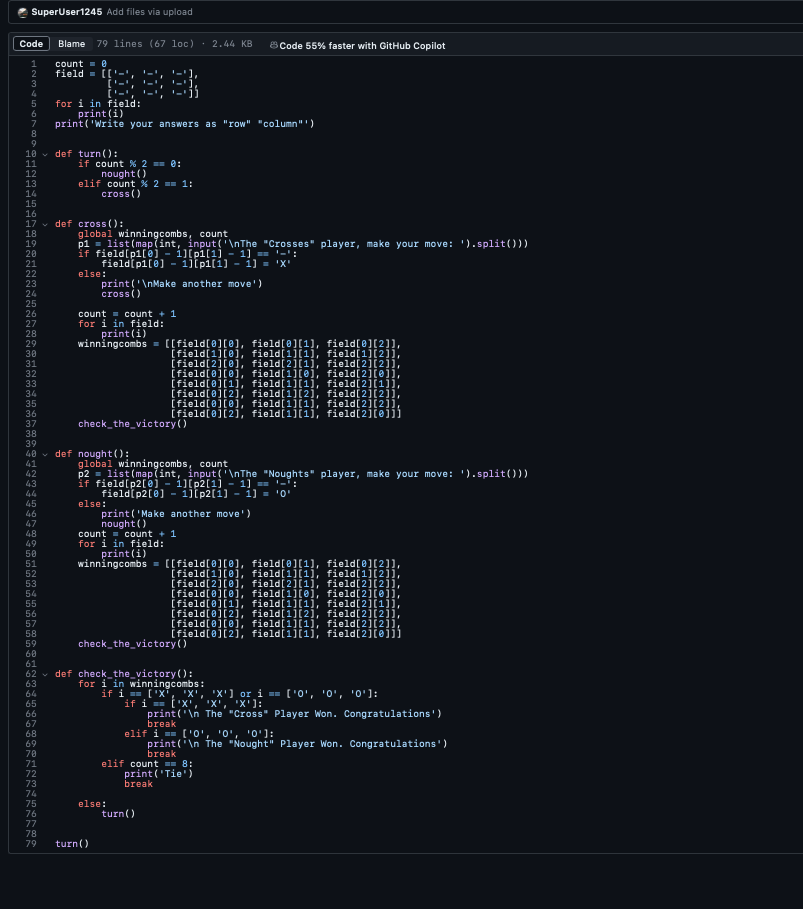 SuperUser1245 Add files via upload
Code Blame 79 lines (67 loc) · 2.44 KB Code 55% faster with GitHub Copilot
1 count = 0
2 field = [['-', '-', '-'],
3 ['-', '-', '-'],
4 ['-', '-', '-']]
5 for i in field:
6 print(i)
7 print('Write your answers as "row" "column"')
8
9
10 def turn():
11 if count % 2 == 0:
12 nought()
13 elif count % 2 == 1:
14 cross()
15
16
17 def cross():
18 global winningcombs, count
19 p1 = list(map(int, input('\nThe "Crosses" player, make your move: ').split()))
20 if field[p1[0] - 1][p1[1] - 1] == '-':
21 field[p1[0] - 1][p1[1] - 1] = 'X'
22 else:
23 print('\nMake another move')
24 cross()
25
26 count = count + 1
27 for i in field:
28 print(i)
29 winningcombs = [[field[0][0], field[0][1], field[0][2]],
30 [field[1][0], field[1][1], field[1][2]],
31 [field[2][0], field[2][1], field[2][2]],
32 [field[0][0], field[1][0], field[2][0]],
33 [field[0][1], field[1][1], field[2][1]],
34 [field[0][2], field[1][2], field[2][2]],
35 [field[0][0], field[1][1], field[2][2]],
36 [field[0][2], field[1][1], field[2][0]]]
37 check_the_victory()
38
39
40 def nought():
41 global winningcombs, count
42 p2 = list(map(int, input('\nThe "Noughts" player, make your move: ').split()))
43 if field[p2[0] - 1][p2[1] - 1] == '-':
44 field[p2[0] - 1][p2[1] - 1] = 'O'
45 else:
46 print('Make another move')
47 nought()
48 count = count + 1
49 for i in field:
50 print(i)
51 winningcombs = [[field[0][0], field[0][1], field[0][2]],
52 [field[1][0], field[1][1], field[1][2]],
53 [field[2][0], field[2][1], field[2][2]],
54 [field[0][0], field[1][0], field[2][0]],
55 [field[0][1], field[1][1], field[2][1]],
56 [field[0][2], field[1][2], field[2][2]],
57 [field[0][0], field[1][1], field[2][2]],
58 [field[0][2], field[1][1], field[2][0]]]
59 check_the_victory()
60
61
62 def check_the_victory():
63 for i in winningcombs:
64 if i == ['X', 'X', 'X'] or i == ['O', 'O', 'O']:
65 if i == ['X', 'X', 'X']:
66 print('\n The "Cross" Player Won. Congratulations')
67 break
68 elif i == ['O', 'O', 'O']:
69 print('\n The "Nought" Player Won. Congratulations')
70 break
71 elif count == 8:
72 print('Tie')
73 break
74
75 else:
76 turn()
77
78
79 turn()